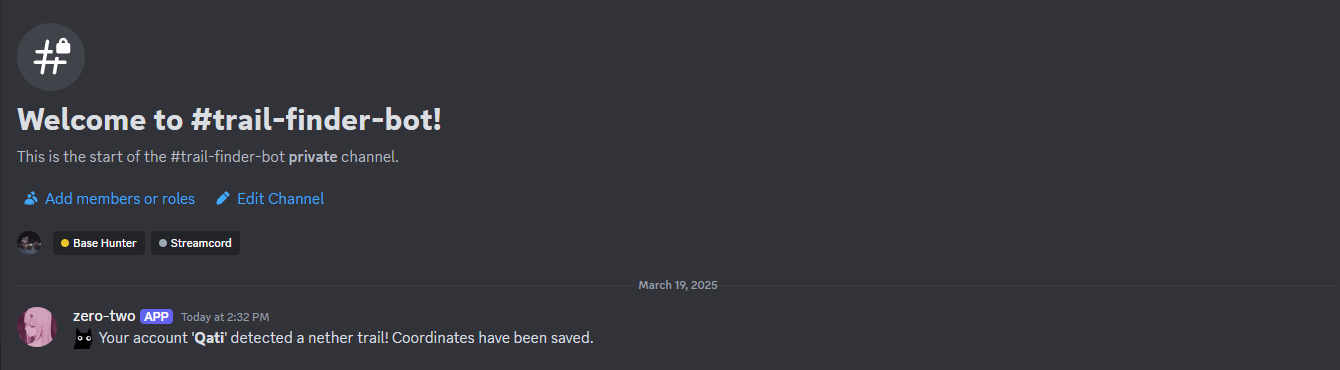 Welcome to #trail-finder-bot!
This is the start of the #trail-finder-bot private channel.
Add members or roles Edit Channel
Base Hunter Streamcord
March 19, 2025
zero-two APP Today at 2:32 PM
Your account 'Qati' detected a nether trail! Coordinates have been saved.